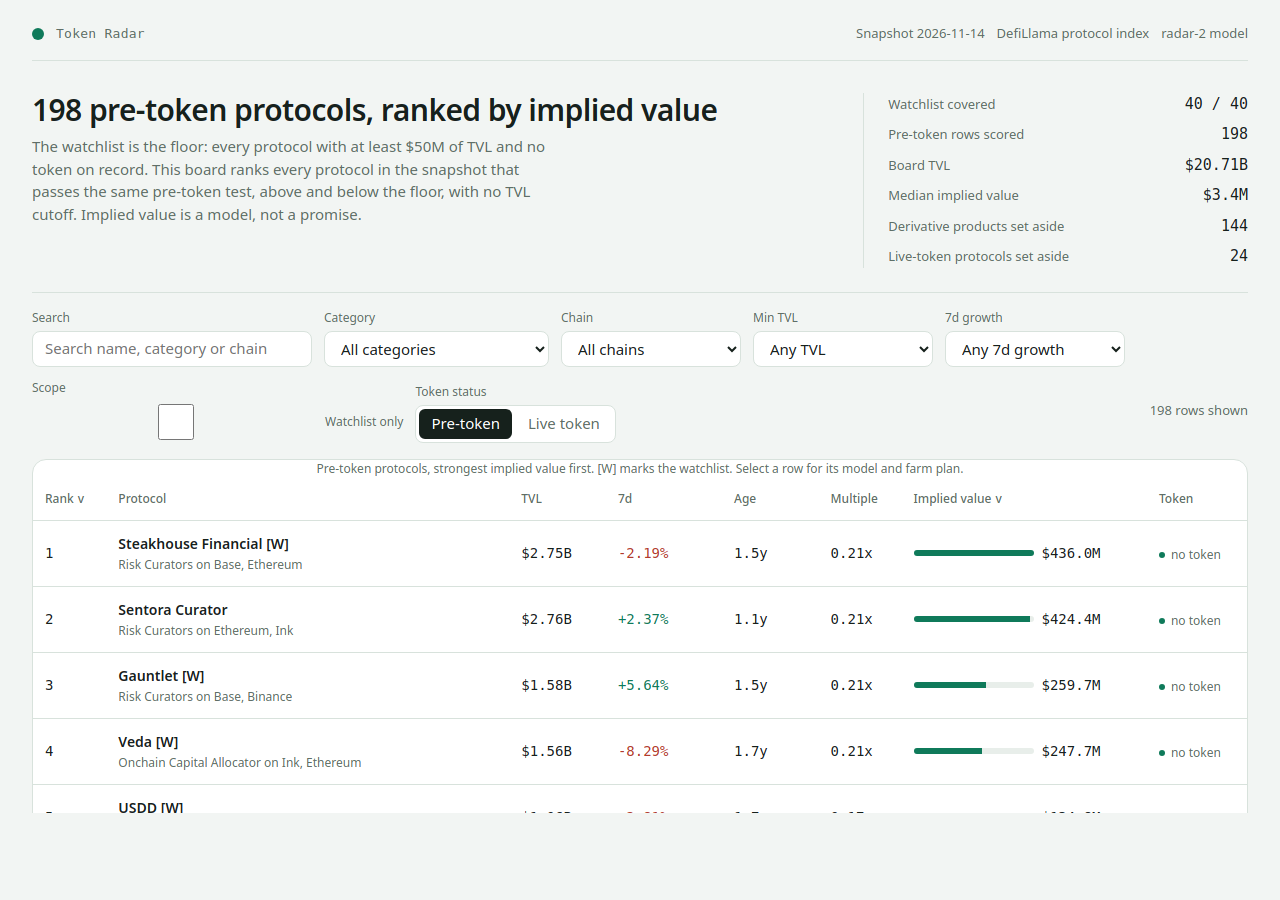 Token Radar
Snapshot 2026-11-14 DefiLlama protocol index radar-2 model
198 pre-token protocols, ranked by implied value
The watchlist is the floor: every protocol with at least $50M of TVL and no
token on record. This board ranks every protocol in the snapshot that
passes the same pre-token test, above and below the floor, with no TVL
cutoff. Implied value is a model, not a promise.
Watchlist covered 40 / 40
Pre-token rows scored 198
Board TVL $20.71B
Median implied value $3.4M
Derivative products set aside 144
Live-token protocols set aside 24
Search Category Chain Min TVL 7d growth
Search name, category or chain All categories All chains Any TVL Any 7d growth
Scope Token status
Watchlist only Pre-token Live token 198 rows shown
Pre-token protocols, strongest implied value first. [W] marks the watchlist. Select a row for its model and farm plan.
Rank v Protocol TVL 7d Age Multiple Implied value v Token
1 Steakhouse Financial [W] $2.75B -2.19% 1.5y 0.21x $436.0M no token
Risk Curators on Base, Ethereum
2 Sentora Curator $2.76B +2.37% 1.1y 0.21x $424.4M no token
Risk Curators on Ethereum, Ink
3 Gauntlet [W] $1.58B +5.64% 1.5y 0.21x $259.7M no token
Risk Curators on Base, Binance
4 Veda [W] $1.56B -8.29% 1.7y 0.21x $247.7M no token
Onchain Capital Allocator on Ink, Ethereum
USDD [W]